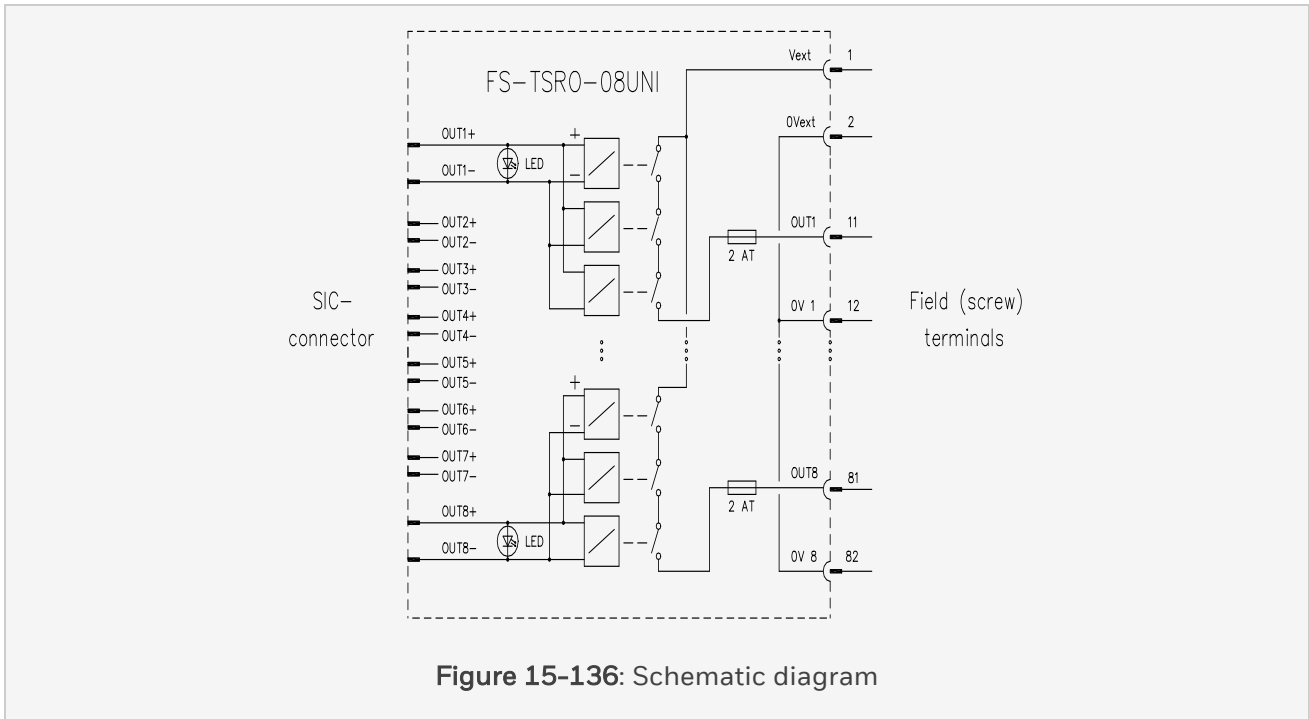 Vext 1
FS-TSRO-08UNI
0Vext 2
OUT1+
+
LED
OUT1-
-
OUT2+
OUT2-
OUT1 11
2 AT
OUT3+
OUT3-
SIC-
connector
0V 1 12
Field (screw)
terminals
OUT4+
OUT4-
OUT5+
OUT5-
+
OUT6+
OUT6-
-
OUT7+
OUT7-
OUT8 81
2 AT
OUT8+
LED
OUT8-
0V 8 82
Figure 15-136: Schematic diagram